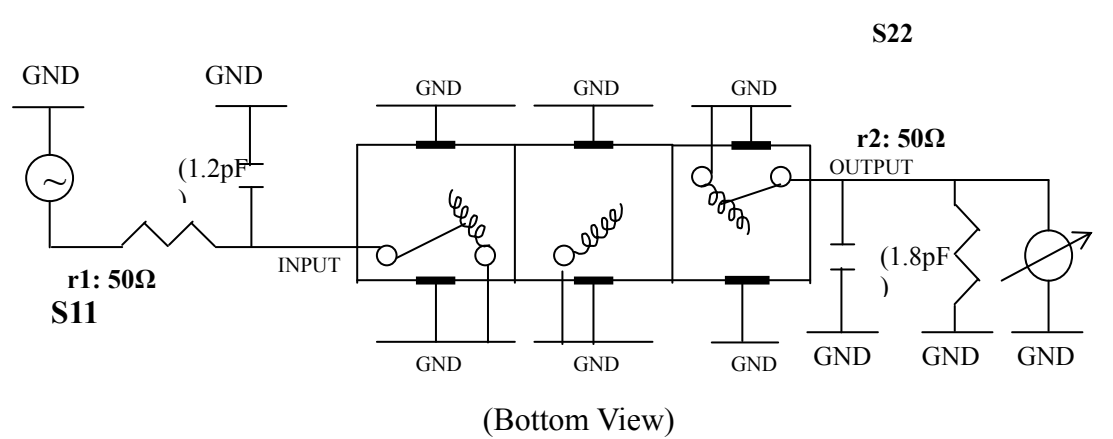 S22
GND
GND
GND
GND
GND
r2: 50Ω
(1.2pF
)
OUTPUT
~
INPUT
(1.8pF
)
r1: 50Ω
S11
GND
GND
GND
GND
GND
GND
(Bottom View)